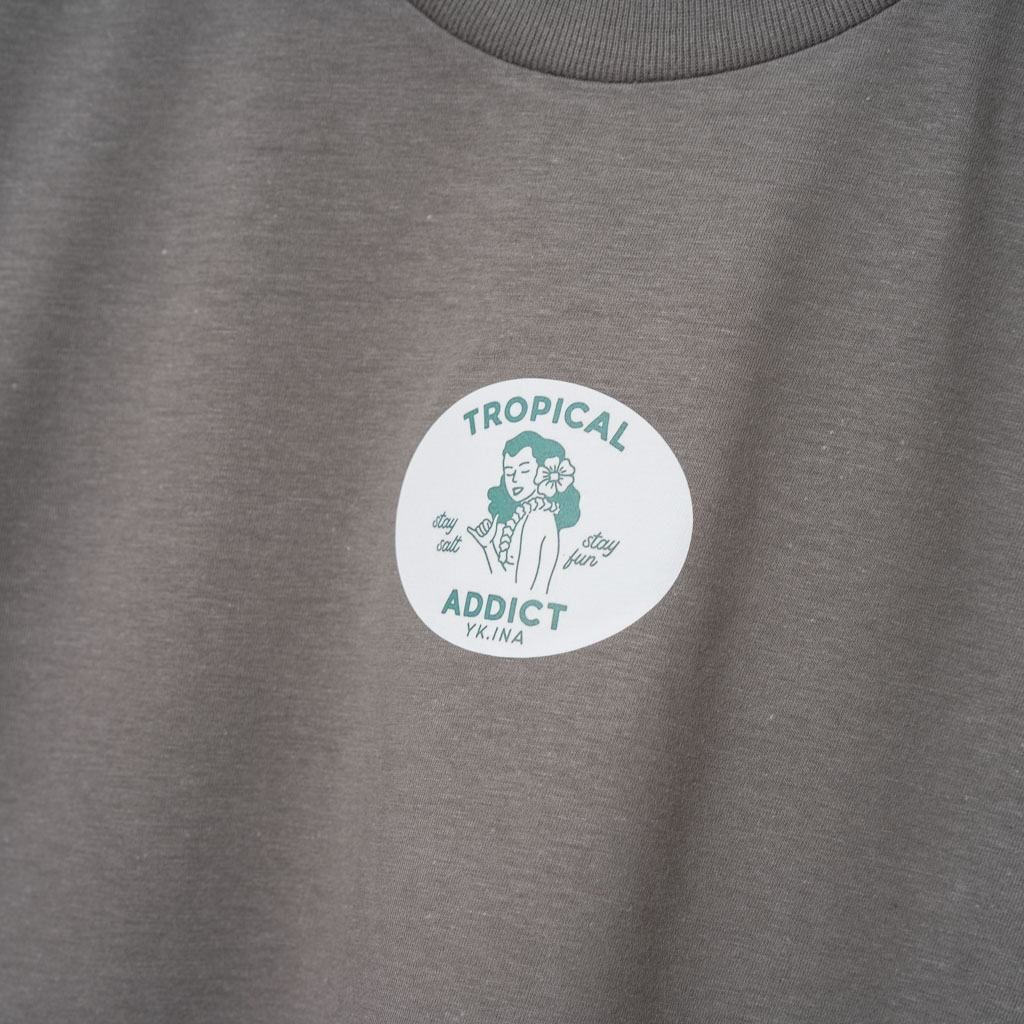 TROPICAL
stay
salt
stay
fun
ADDICT
YK.INA